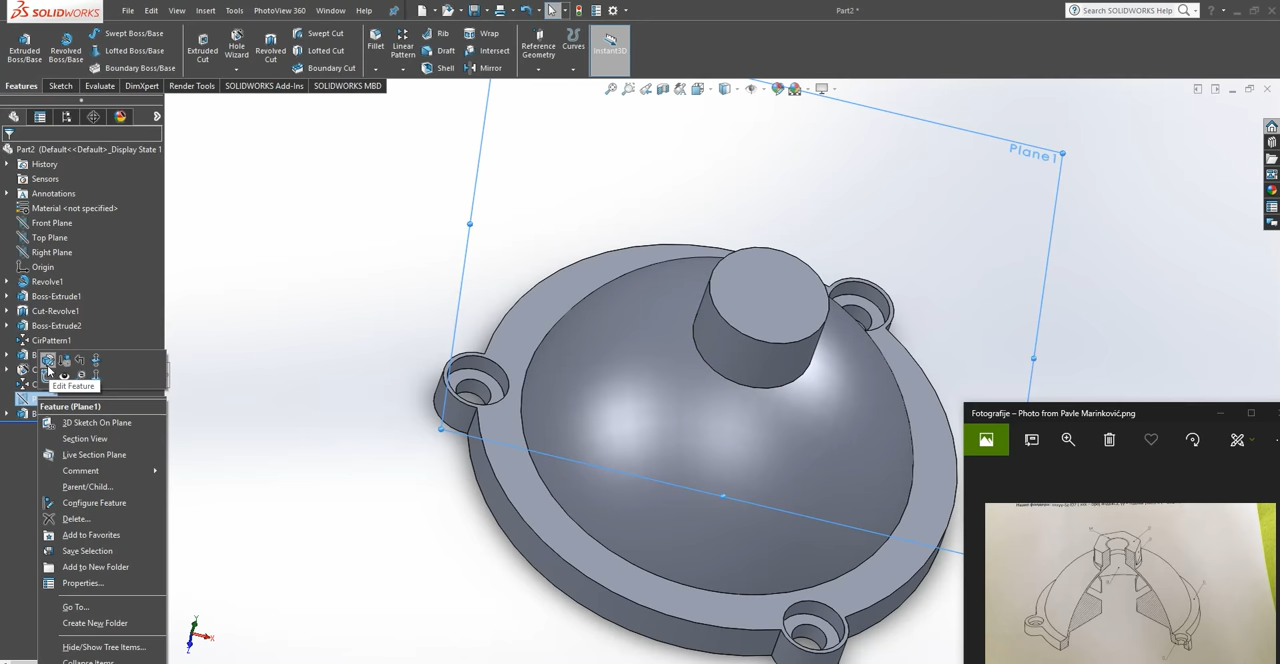 SOLIDWORKS
File Edit View Insert Tools PhotoView 360 Window Help
Part2 *
Search SOLIDWORKS Help
Extruded Boss/Base
Revolved Boss/Base
Swept Boss/Base
Lofted Boss/Base
Boundary Boss/Base
Extruded Cut
Hole Wizard
Revolved Cut
Swept Cut
Lofted Cut
Boundary Cut
Fillet
Linear Pattern
Rib
Draft
Shell
Wrap
Intersect
Mirror
Reference Geometry
Curves
Instant3D
Features Sketch Evaluate DimXpert Render Tools SOLIDWORKS Add-Ins SOLIDWORKS MBD
Part2 (Default<<Default>_Display State 1
History
Sensors
Annotations
Material <not specified>
Front Plane
Top Plane
Right Plane
Origin
Revolve1
Boss-Extrude1
Cut-Revolve1
Boss-Extrude2
CirPattern1
B
C
C
B
Edit Feature
Feature (Plane1)
3D Sketch On Plane
Section View
Live Section Plane
Comment
Parent/Child...
Configure Feature
Delete...
Add to Favorites
Save Selection
Add to New Folder
Properties...
Go To...
Create New Folder
Hide/Show Tree Items...
Collapse Items
Plane1
Y
X
Z
Fotografije – Photo from Pavle Marinković.png